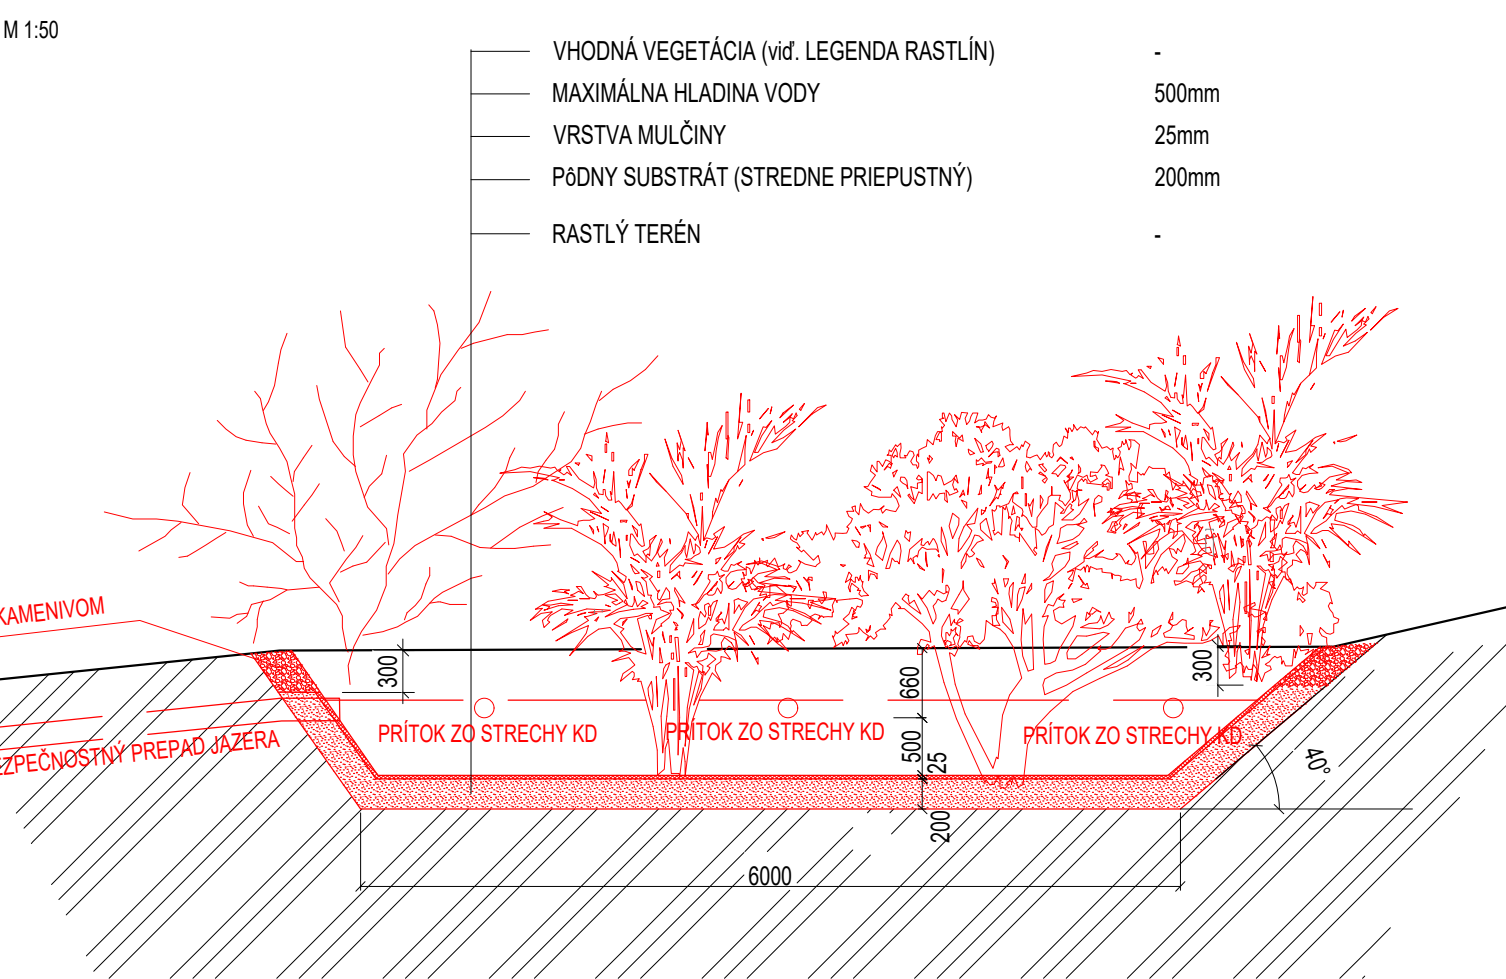 M 1:50
VHODNÁ VEGETÁCIA (viď. LEGENDA RASTLÍN) -
MAXIMÁLNA HLADINA VODY 500mm
VRSTVA MULČINY 25mm
PôDNY SUBSTRÁT (STREDNE PRIEPUSTNÝ) 200mm
RASTLÝ TERÉN -
KAMENIVOM
300
660
300
PRÍTOK ZO STRECHY KD
PRÍTOK ZO STRECHY KD
PRÍTOK ZO STRECHY KD
ZPEČNOSTNÝ PREPAD JAZERA
500
25
40°
200
6000